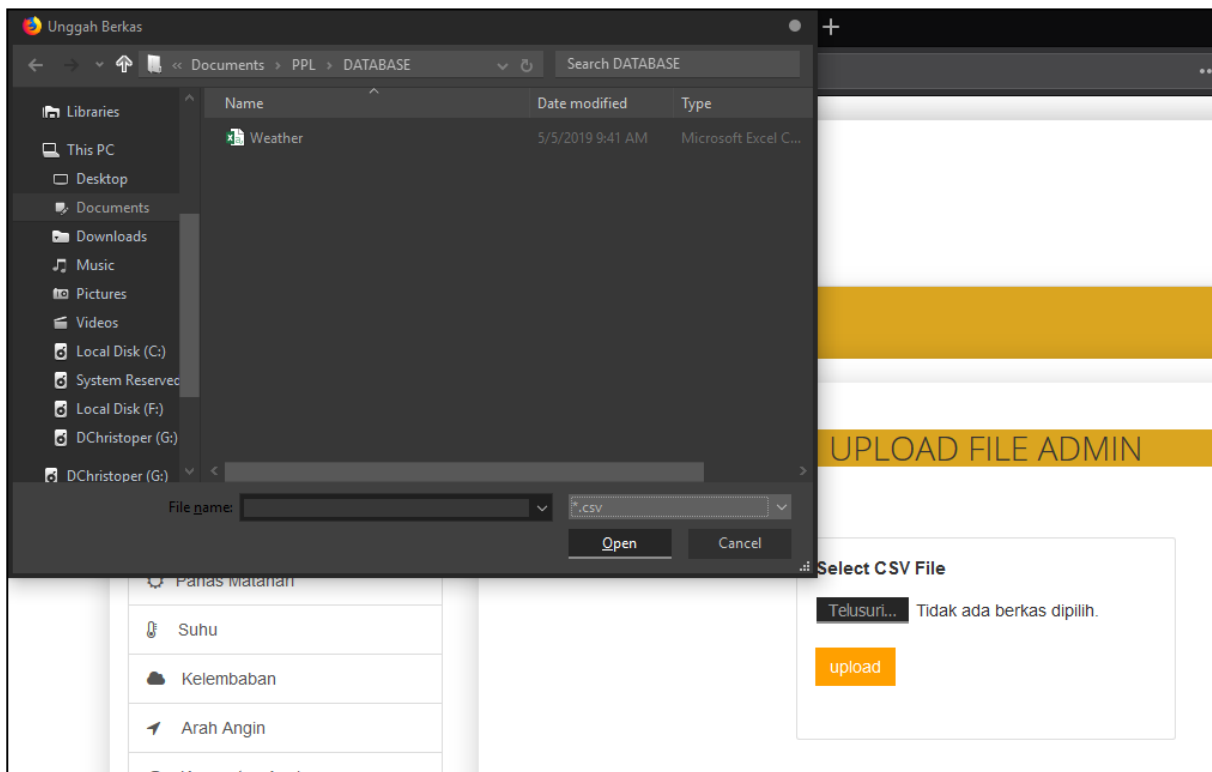 Unggah Berkas
« Documents › PPL › DATABASE
Search DATABASE
Name Date modified Type
Libraries
This PC
Desktop
Documents
Downloads
Music
Pictures
Videos
Local Disk (C:)
System Reserved
Local Disk (F:)
DChristoper (G:)
DChristoper (G:)
Weather 5/5/2019 9:41 AM Microsoft Excel C...
File name:
*.csv
Open Cancel
UPLOAD FILE ADMIN
Panas Matahari
Suhu
Kelembaban
Arah Angin
Select CSV File
Telusuri... Tidak ada berkas dipilih.
upload